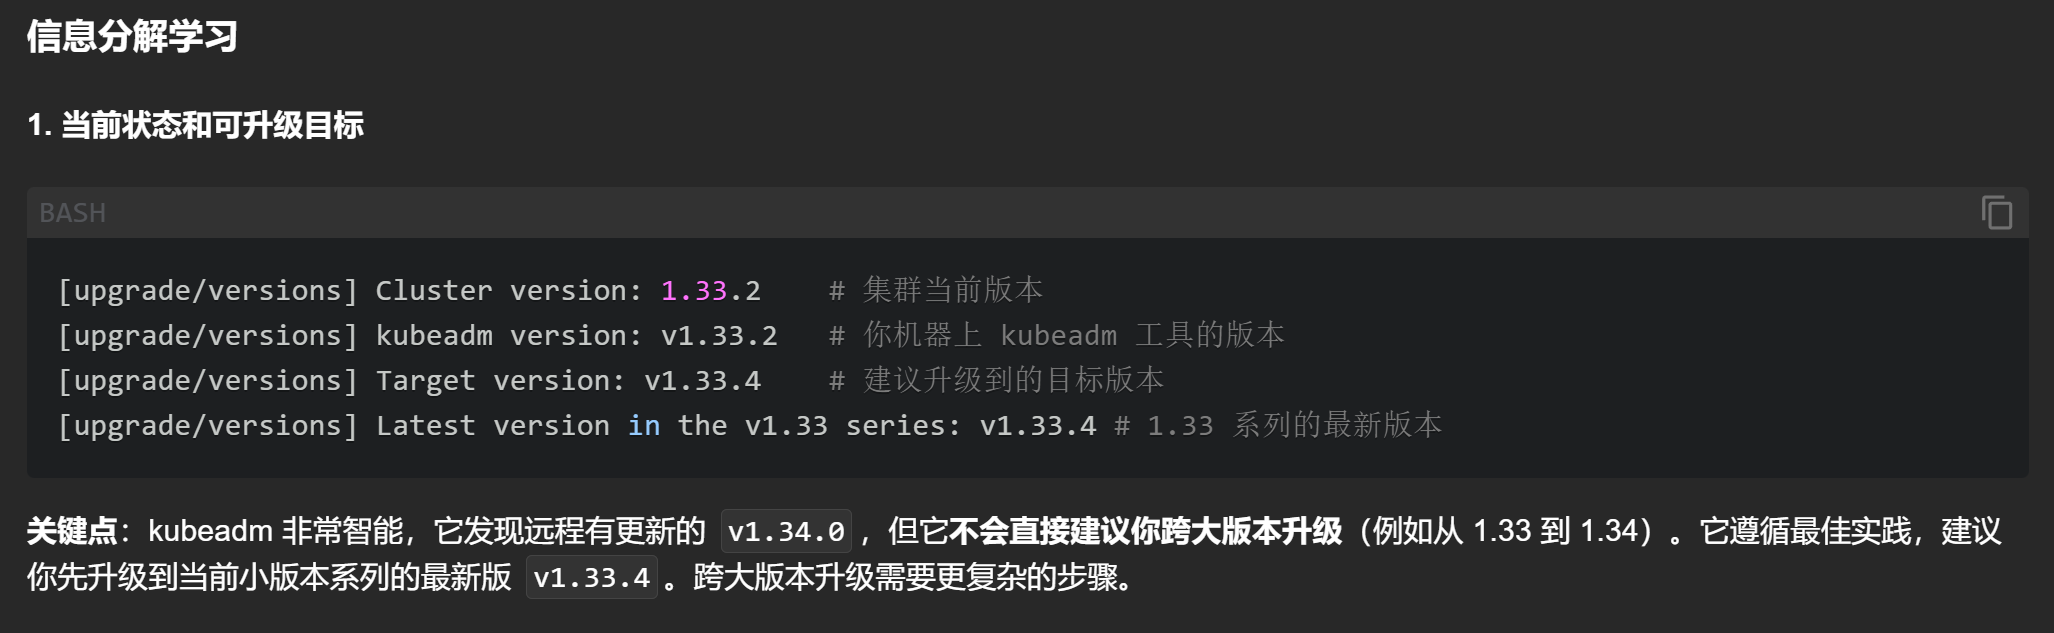 信息分解学习
1. 当前状态和可升级目标
BASH
[upgrade/versions] Cluster version: 1.33.2    # 集群当前版本
[upgrade/versions] kubeadm version: v1.33.2   # 你机器上 kubeadm 工具的版本
[upgrade/versions] Target version: v1.33.4    # 建议升级到的目标版本
[upgrade/versions] Latest version in the v1.33 series: v1.33.4 # 1.33 系列的最新版本
关键点：kubeadm 非常智能，它发现远程有更新的 v1.34.0 ，但它不会直接建议你跨大版本升级（例如从 1.33 到 1.34）。它遵循最佳实践，建议
你先升级到当前小版本系列的最新版 v1.33.4 。跨大版本升级需要更复杂的步骤。